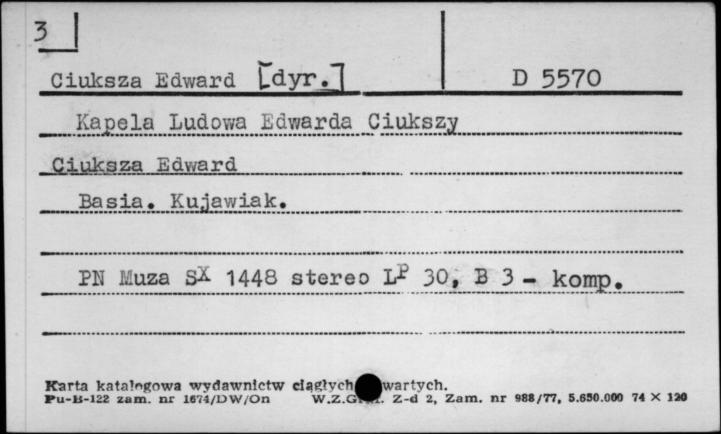 3
Ciuksza Edward [dyr.] D 5570
Kapela Ludowa Edwarda Ciukszy
Ciuksza Edward
Basia. Kujawiak.
PN Muza SX 1448 stereo LP 30, B 3 - komp.
Karta katalogowa wydawnictw ciągłych wartych.
Pu-B-122 zam. nr 1674/DW/On W.Z.Graf. Z-d 2, Zam. nr 988/77, 5.650.000 74 X 120